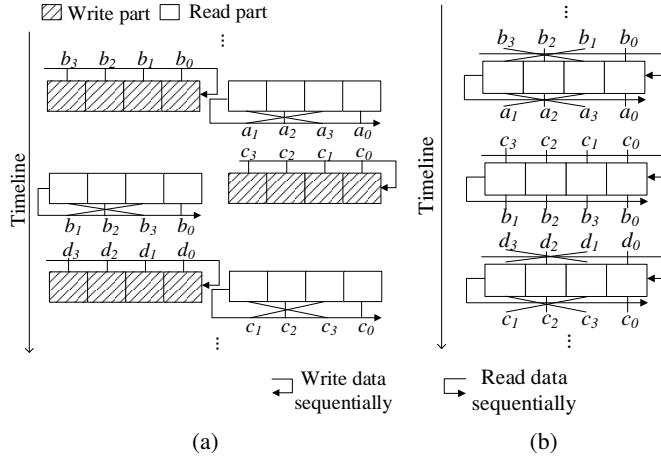 Write part Read part
⋮ ⋮
b3 b2 b1 b0 b3 b2 b1 b0
a1 a2 a3 a0 a1 a2 a3 a0
c3 c2 c1 c0 c3 c2 c1 c0
Timeline Timeline
b1 b2 b3 b0 b1 b2 b3 b0
d3 d2 d1 d0 d3 d2 d1 d0
c1 c2 c3 c0 c1 c2 c3 c0
⋮ ⋮
Write data Read data
sequentially sequentially
(a) (b)